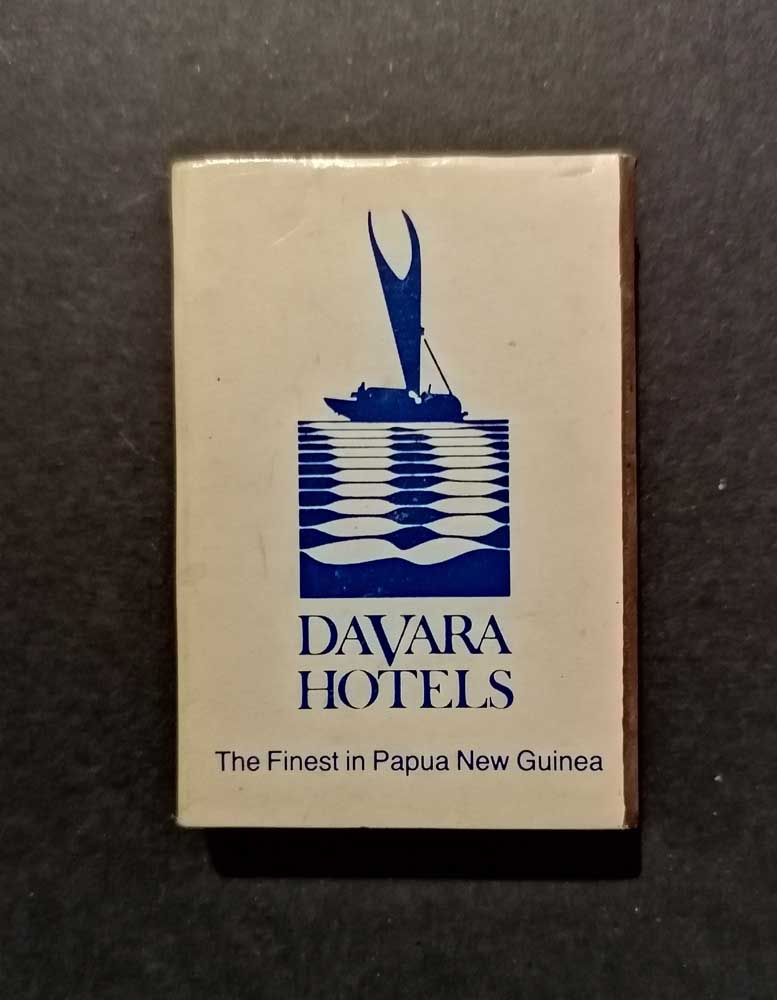 DAVARA
HOTELS
The Finest in Papua New Guinea